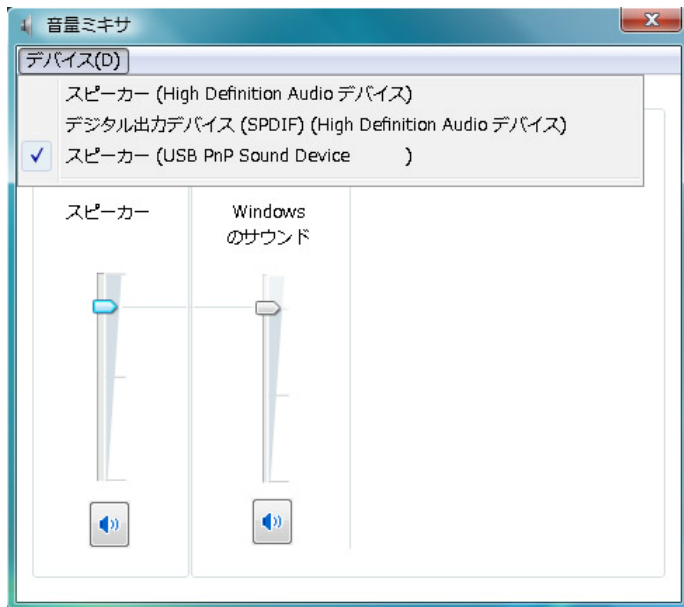 音量ミキサ
デバイス(D)
スピーカー (High Definition Audio デバイス)
デジタル出力デバイス (SPDIF) (High Definition Audio デバイス)
スピーカー (USB PnP Sound Device          )
スピーカー
Windows
のサウンド